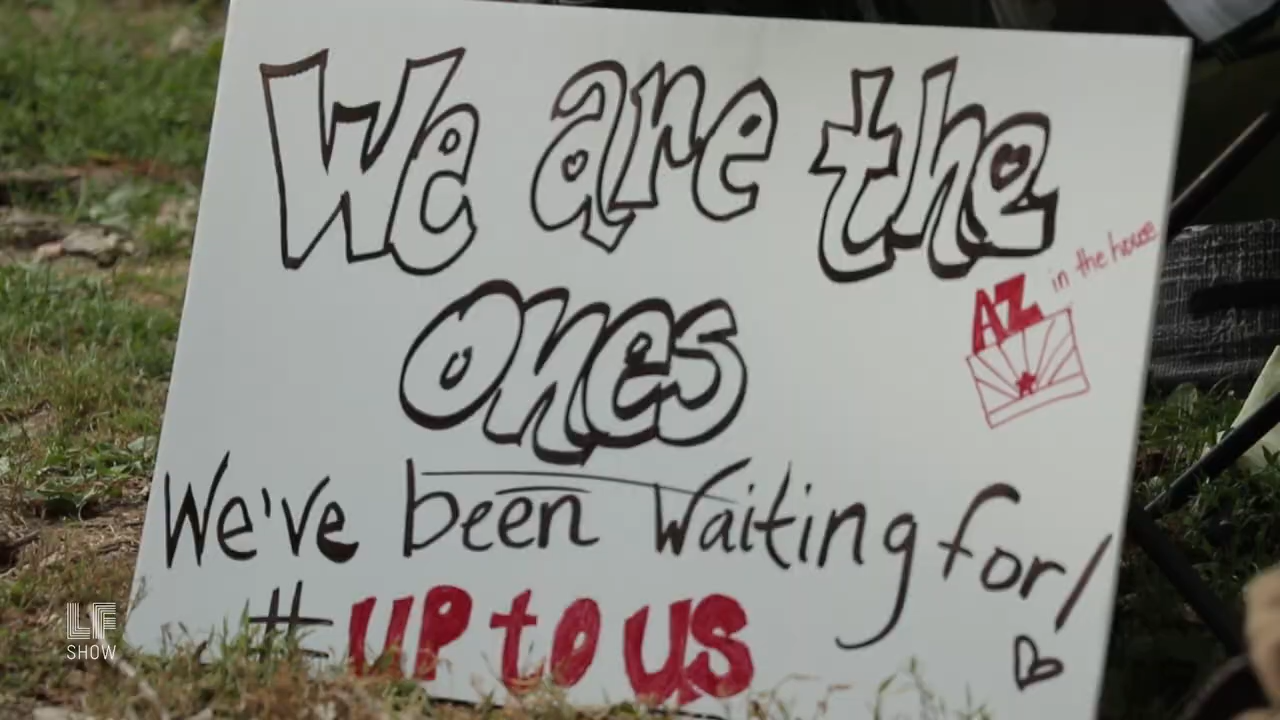 We are the
ones
AZ in the house
We've been Waiting for!
#UP to US
LF
SHOW